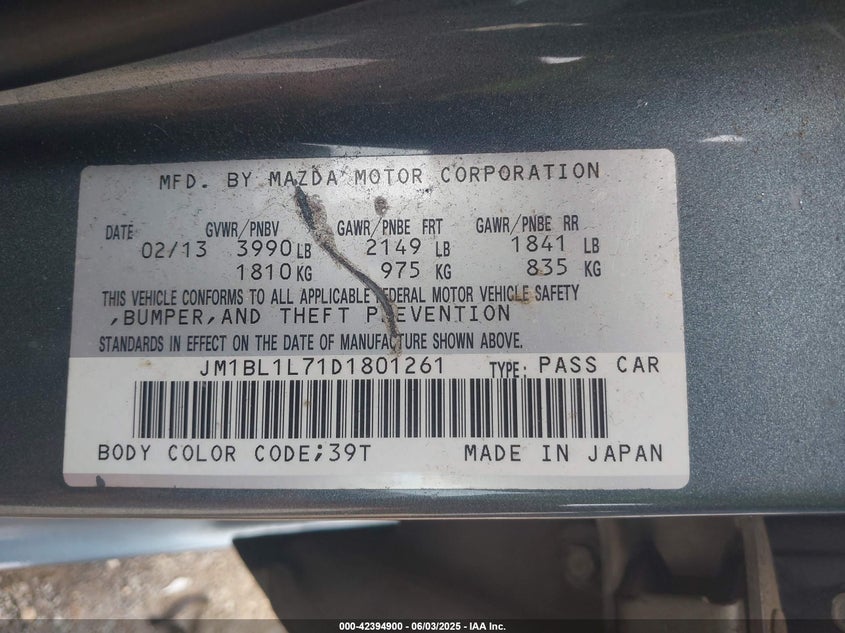 MFD. BY MAZDA MOTOR CORPORATION
DATE GVWR/PNBV GAWR/PNBE FRT GAWR/PNBE RR
02/13 3990 LB 2149 LB 1841 LB
1810 KG 975 KG 835 KG
THIS VEHICLE CONFORMS TO ALL APPLICABLE FEDERAL MOTOR VEHICLE SAFETY
,BUMPER,AND THEFT PREVENTION
STANDARDS IN EFFECT ON THE DATE OF MANUFACTURE SHOWN ABOVE.
JM1BL1L71D1801261 TYPE: PASS CAR
BODY COLOR CODE;39T MADE IN JAPAN
000-42394900 - 06/03/2025 - IAA Inc.